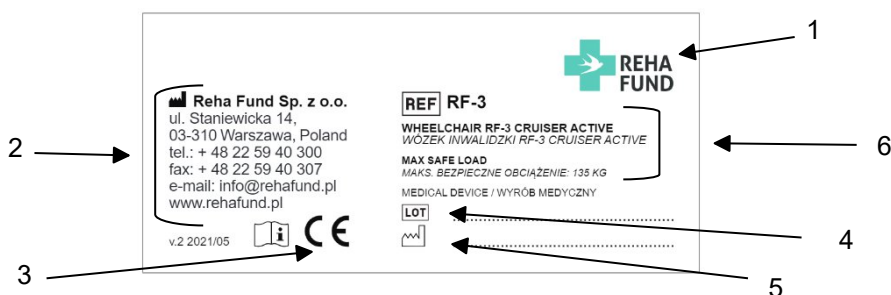 1
REHA
FUND
Reha Fund Sp. z o.o.
ul. Staniewicka 14,
03-310 Warszawa, Poland
tel.: + 48 22 59 40 300
fax: + 48 22 59 40 307
e-mail: info@rehafund.pl
www.rehafund.pl
v.2 2021/05
CE
2
3
REF RF-3
WHEELCHAIR RF-3 CRUISER ACTIVE
WÓZEK INWALIDZKI RF-3 CRUISER ACTIVE
MAX SAFE LOAD
MAKS. BEZPIECZNE OBCIĄŻENIE: 135 KG
MEDICAL DEVICE / WYRÓB MEDYCZNY
LOT
6
4
5